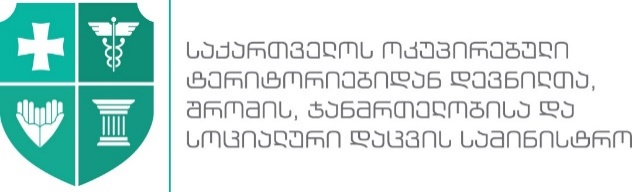 საქართველოს ოკუპირებული
ტერიტორიებიდან დევნილთა,
შრომის, ჯანმრთელობისა და
სოციალური დაცვის სამინისტრო